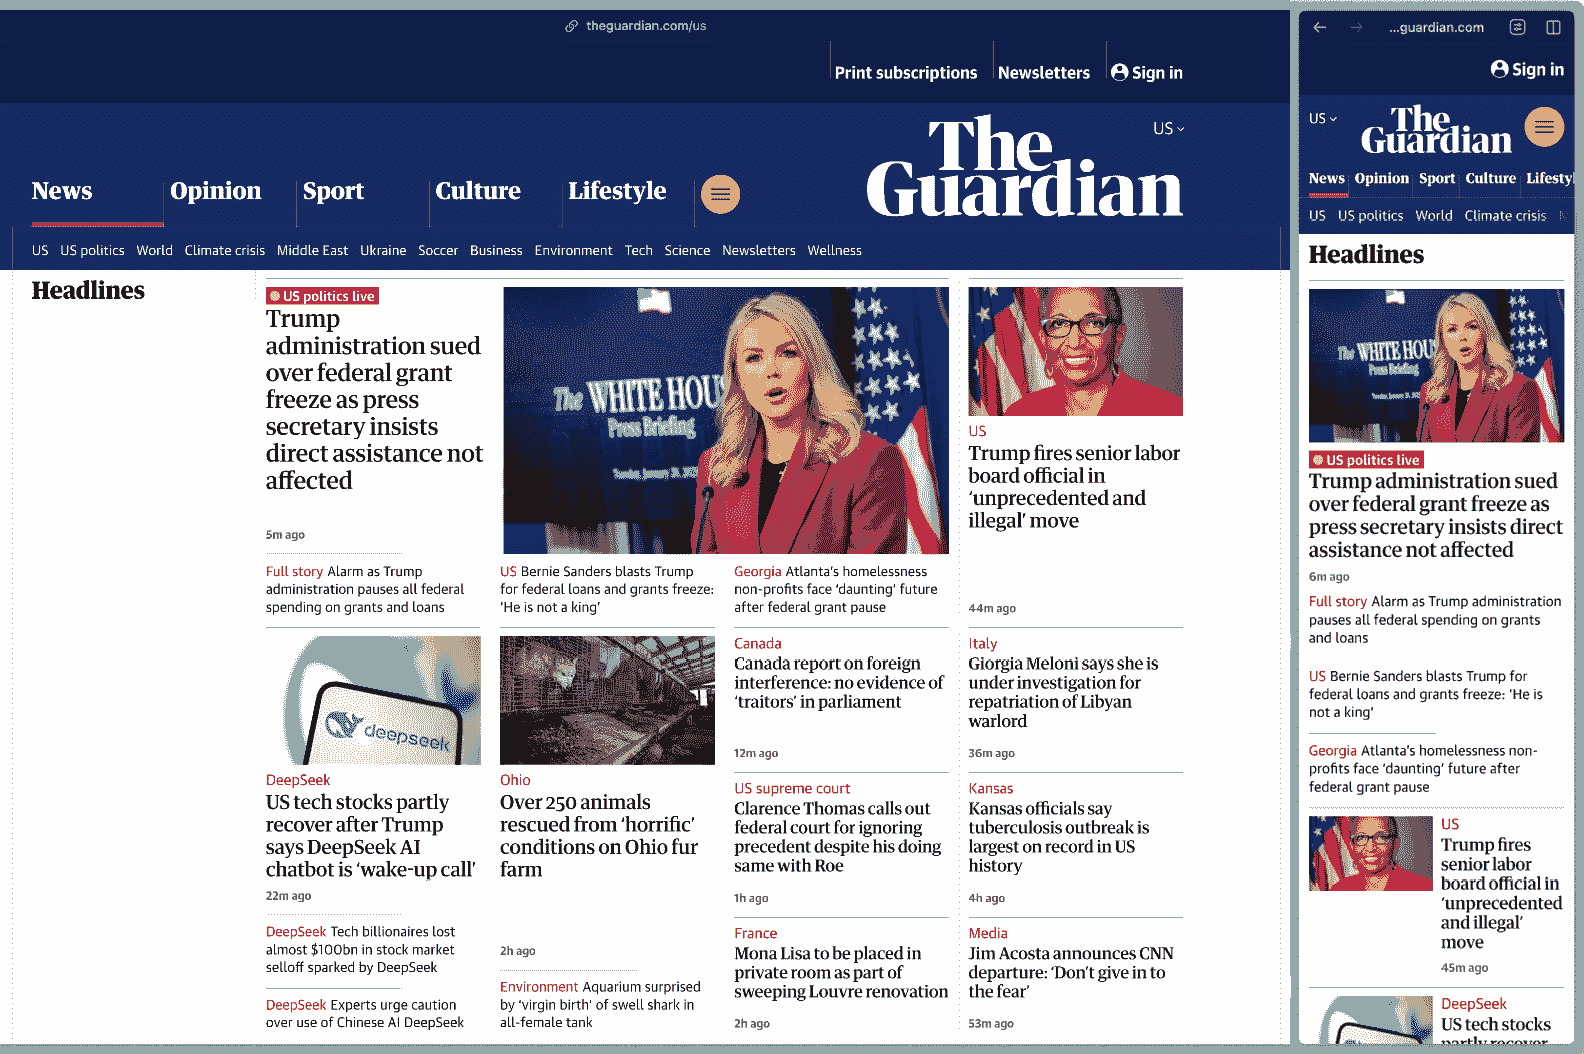 theguardian.com/us
Print subscriptions
Newsletters
Sign in
The
Guardian
US
News
Opinion
Sport
Culture
Lifestyle
US US politics World Climate crisis Middle East Ukraine Soccer Business Environment Tech Science Newsletters Wellness
Headlines
US politics live
Trump
administration sued
over federal grant
freeze as press
secretary insists
direct assistance not
affected
5m ago
The WHITE HOU
Press Briefing
Tuesday, January 28, 202
US
Trump fires senior labor
board official in
‘unprecedented and
illegal’ move
44m ago
Full story Alarm as Trump
administration pauses all federal
spending on grants and loans
US Bernie Sanders blasts Trump
for federal loans and grants freeze:
‘He is not a king’
Georgia Atlanta’s homelessness
non-profits face ‘daunting’ future
after federal grant pause
deepseek
DeepSeek
US tech stocks partly
recover after Trump
says DeepSeek AI
chatbot is ‘wake-up call’
22m ago
DeepSeek Tech billionaires lost
almost $100bn in stock market
selloff sparked by DeepSeek
DeepSeek Experts urge caution
over use of Chinese AI DeepSeek
Ohio
Over 250 animals
rescued from ‘horrific’
conditions on Ohio fur
farm
2h ago
Environment Aquarium surprised
by ‘virgin birth’ of swell shark in
all-female tank
Canada
Canada report on foreign
interference: no evidence of
‘traitors’ in parliament
12m ago
US supreme court
Clarence Thomas calls out
federal court for ignoring
precedent despite his doing
same with Roe
1h ago
France
Mona Lisa to be placed in
private room as part of
sweeping Louvre renovation
2h ago
Italy
Giorgia Meloni says she is
under investigation for
repatriation of Libyan
warlord
36m ago
Kansas
Kansas officials say
tuberculosis outbreak is
largest on record in US
history
4h ago
Media
Jim Acosta announces CNN
departure: ‘Don’t give in to
the fear’
53m ago
...guardian.com
Sign in
US
The
Guardian
News Opinion Sport Culture Lifesty
US US politics World Climate crisis
Headlines
The WHITE HOU
Press Briefing
US politics live
Trump administration sued
over federal grant freeze as
press secretary insists direct
assistance not affected
6m ago
Full story Alarm as Trump administration
pauses all federal spending on grants
and loans
US Bernie Sanders blasts Trump for
federal loans and grants freeze: ‘He is
not a king’
Georgia Atlanta’s homelessness non-
profits face ‘daunting’ future after
federal grant pause
US
Trump fires
senior labor
board official in
‘unprecedented
and illegal’
move
45m ago
DeepSeek
US tech stocks
partly recover